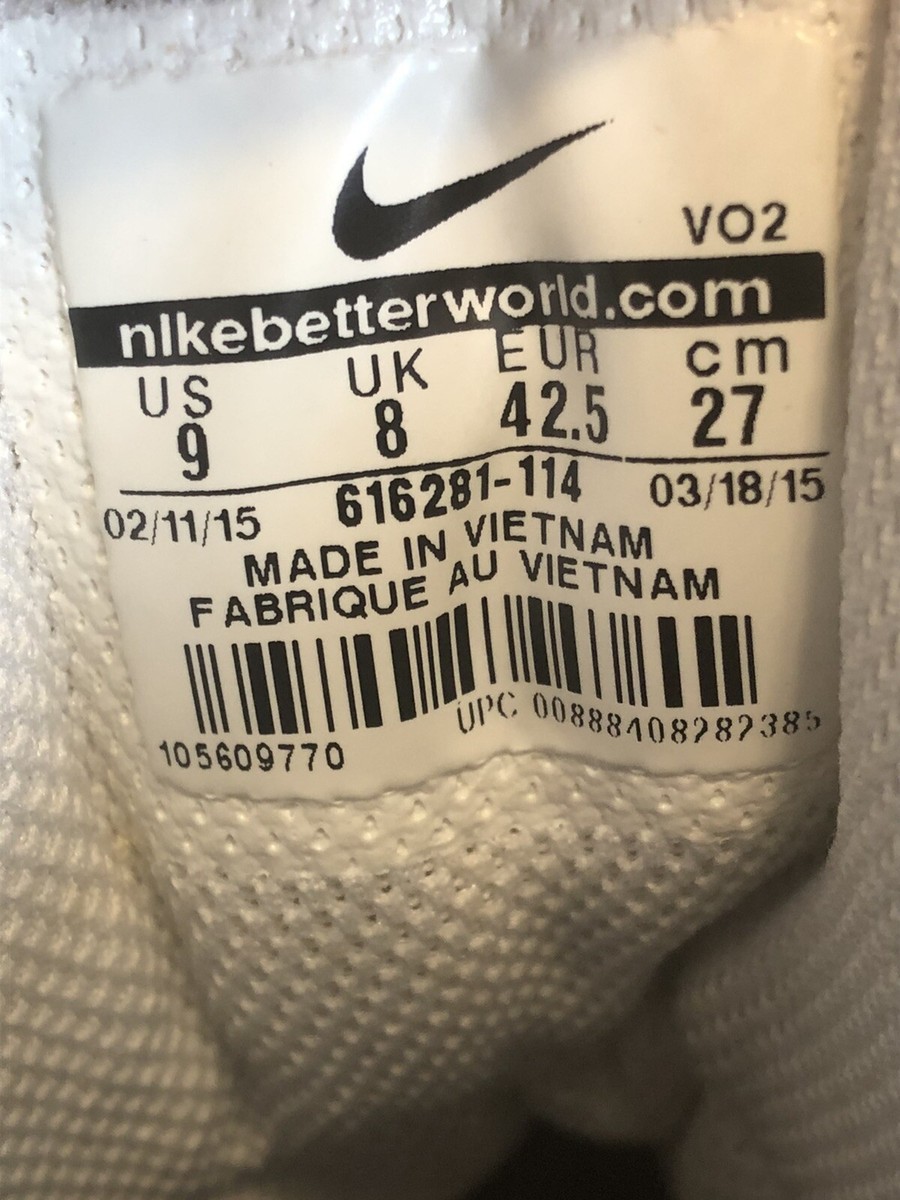 VO2
nikebetterworld.com
US UK EUR cm
9 8 42.5 27
02/11/15 616281-114 03/18/15
MADE IN VIETNAM
FABRIQUE AU VIETNAM
UPC 00888408282385
105609770